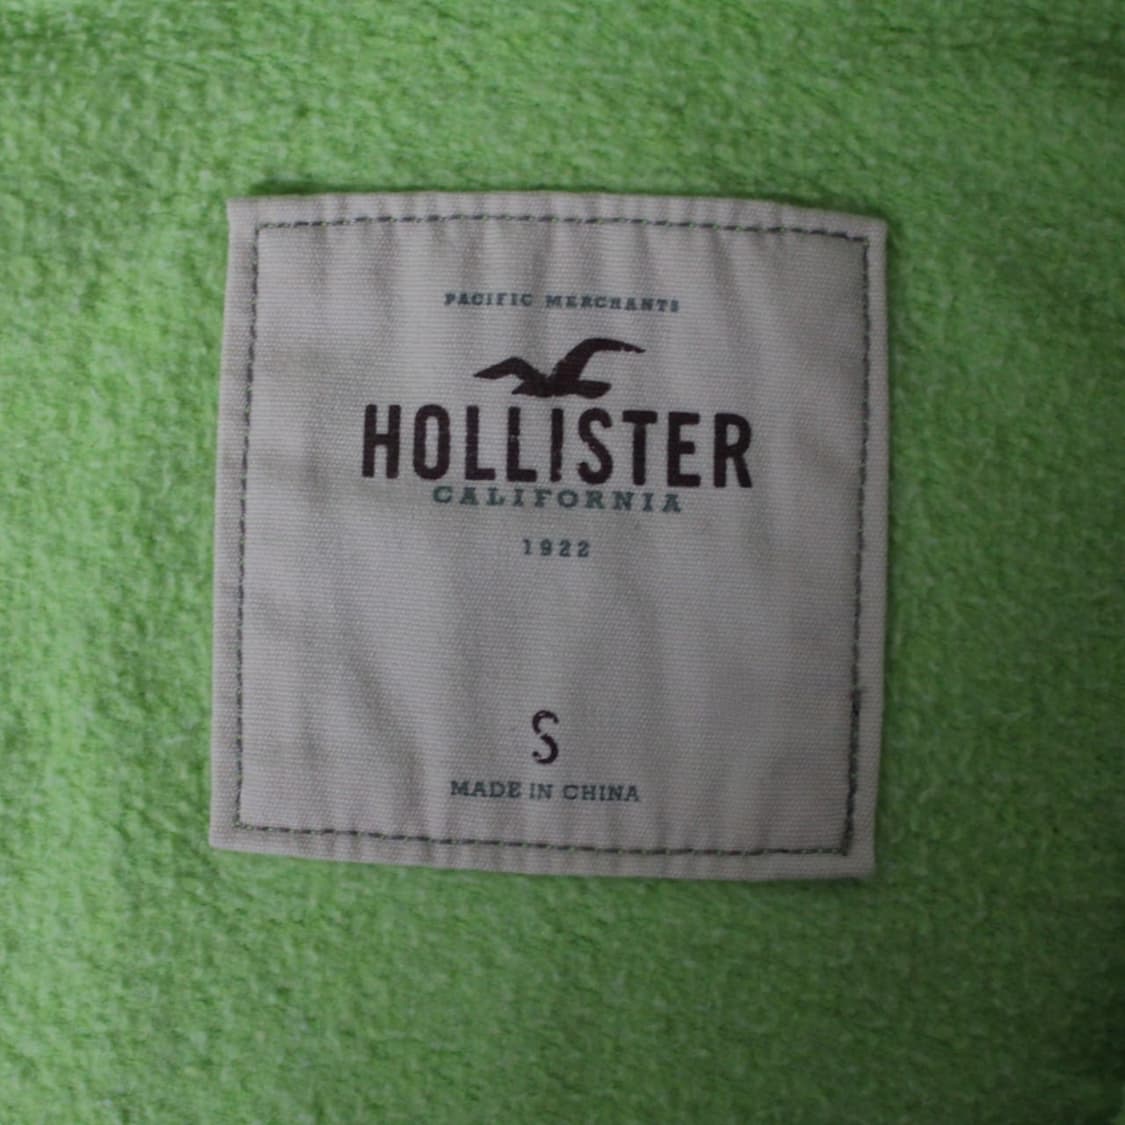 PACIFIC MERCHANTS
HOLLISTER
CALIFORNIA
1922
S
MADE IN CHINA